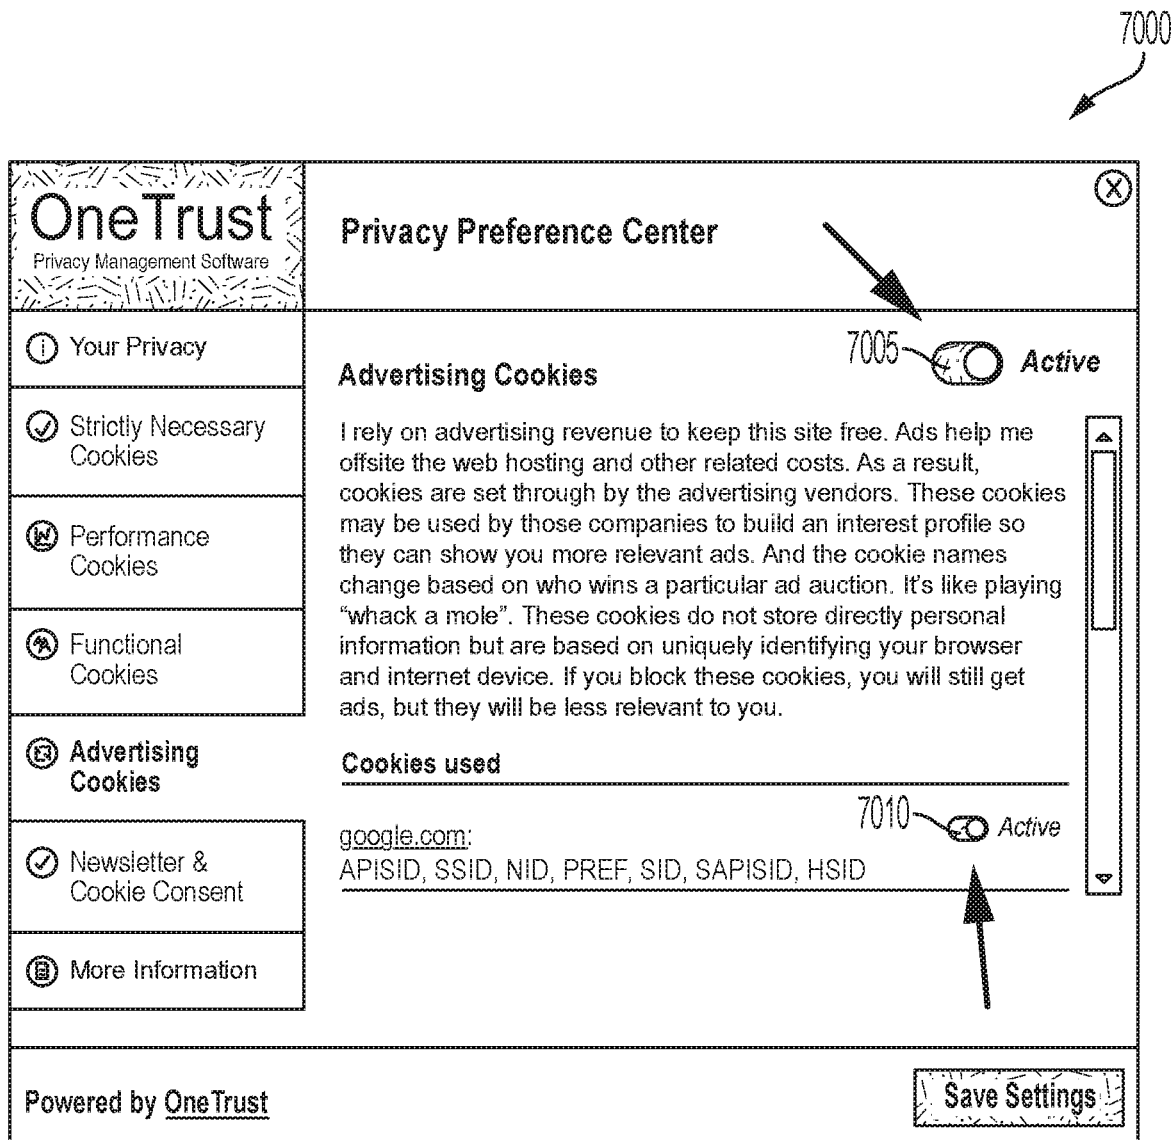 7000
OneTrust
Privacy Management Software
Privacy Preference Center
Your Privacy
Strictly Necessary
Cookies
Performance
Cookies
Functional
Cookies
Advertising
Cookies
Newsletter &
Cookie Consent
More Information
7005
Active
Advertising Cookies
I rely on advertising revenue to keep this site free. Ads help me
offsite the web hosting and other related costs. As a result,
cookies are set through by the advertising vendors. These cookies
may be used by those companies to build an interest profile so
they can show you more relevant ads. And the cookie names
change based on who wins a particular ad auction. It's like playing
“whack a mole”. These cookies do not store directly personal
information but are based on uniquely identifying your browser
and internet device. If you block these cookies, you will still get
ads, but they will be less relevant to you.
Cookies used
7010
Active
google.com:
APISID, SSID, NID, PREF, SID, SAPISID, HSID
Powered by OneTrust
Save Settings